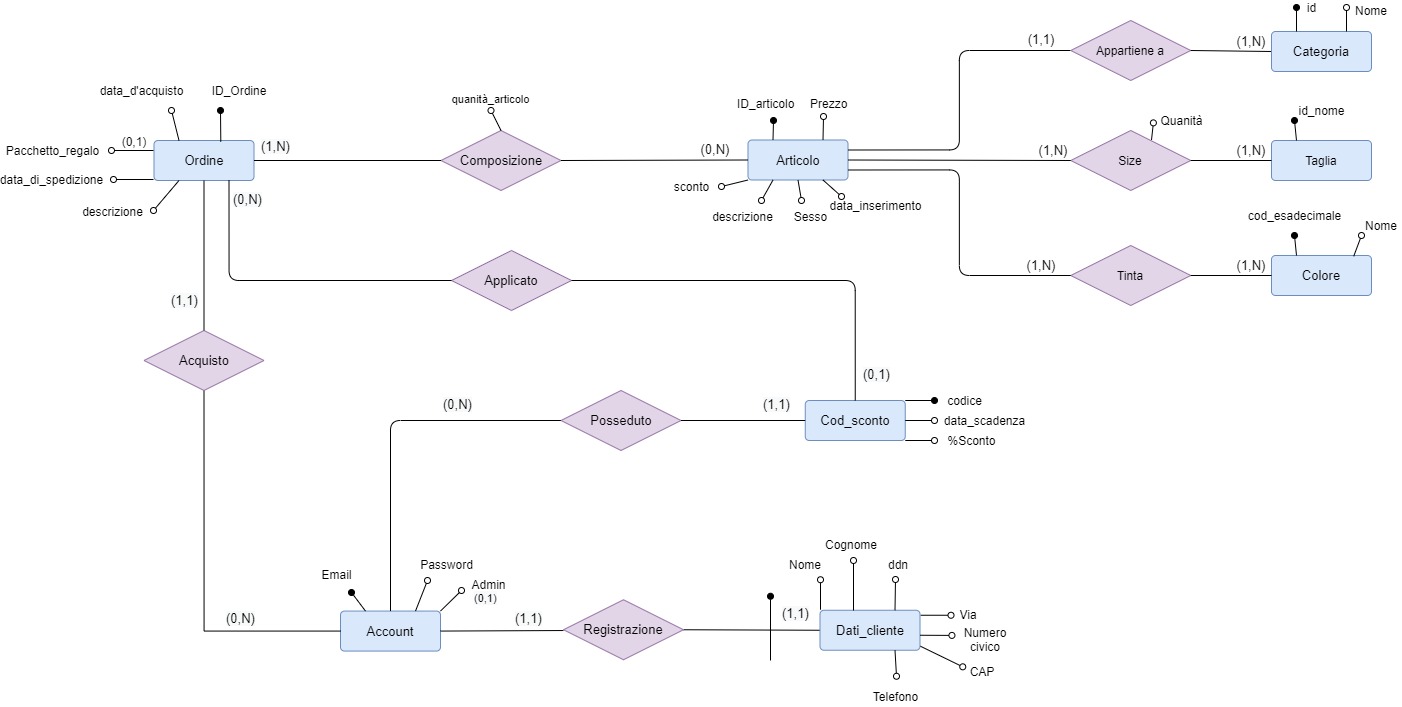 id
Nome
(1,1)
Appartiene a
(1,N)
Categoria
data_d'acquisto
ID_Ordine
quanità_articolo
ID_articolo
Prezzo
id_nome
Quanità
Pacchetto_regalo
(0,1)
Ordine
(1,N)
Composizione
(0,N)
Articolo
(1,N)
Size
(1,N)
Taglia
data_di_spedizione
(0,N)
sconto
descrizione
descrizione
Sesso
data_inserimento
cod_esadecimale
Nome
(1,N)
Tinta
(1,N)
Colore
Applicato
(1,1)
Acquisto
(0,1)
(0,N)
Posseduto
(1,1)
Cod_sconto
codice
data_scadenza
%Sconto
Cognome
Email
Password
Nome
ddn
Admin
(0,1)
(0,N)
Account
(1,1)
Registrazione
(1,1)
Dati_cliente
Via
Numero
civico
CAP
Telefono